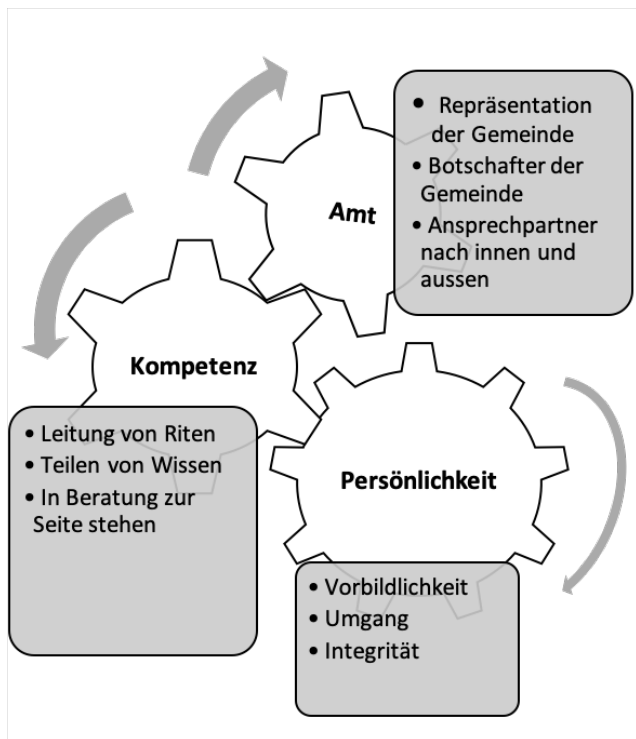 Amt
• Repräsentation
der Gemeinde
• Botschafter der
Gemeinde
• Ansprechpartner
nach innen und
aussen
Kompetenz
• Leitung von Riten
• Teilen von Wissen
• In Beratung zur
Seite stehen
Persönlichkeit
• Vorbildlichkeit
• Umgang
• Integrität